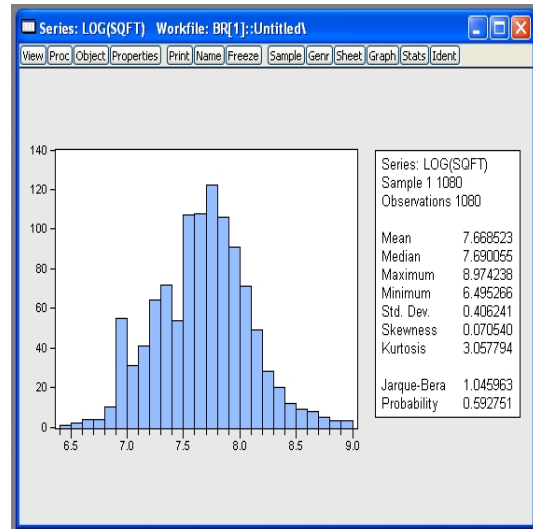 Series: LOG(SQFT) Workfile: BR[1]::Untitled\
View Proc Object Properties Print Name Freeze Sample Genr Sheet Graph Stats Ident
140
120
100
80
60
40
20
0
6.5 7.0 7.5 8.0 8.5 9.0
Series: LOG(SQFT)
Sample 1 1080
Observations 1080
Mean 7.668523
Median 7.690055
Maximum 8.974238
Minimum 6.495266
Std. Dev. 0.406241
Skewness 0.070540
Kurtosis 3.057794
Jarque-Bera 1.045963
Probability 0.592751